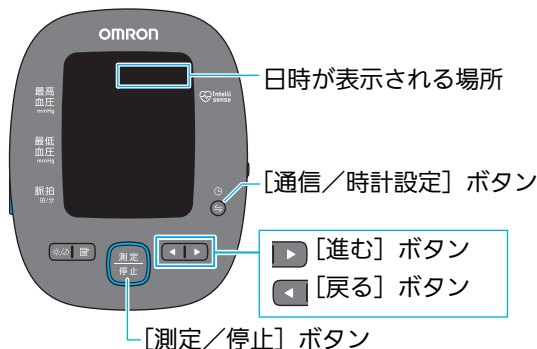 OMRON
日時が表示される場所
最高
血圧
mmHg
Intelli
sense
最低
血圧
mmHg
脈拍
拍/分
[通信／時計設定] ボタン
測定
停止
[進む] ボタン
[戻る] ボタン
[測定／停止] ボタン